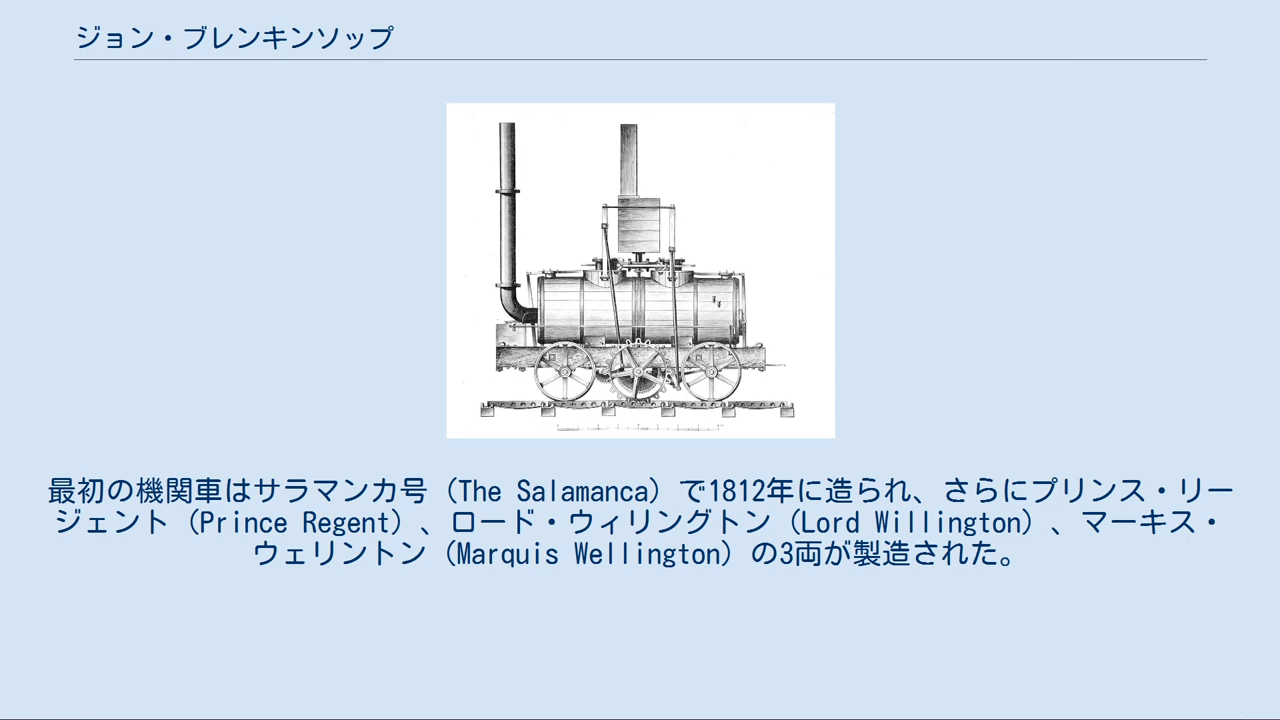 ジョン・ブレンキンソップ
最初の機関車はサラマンカ号（The Salamanca）で1812年に造られ、さらにプリンス・リー
ジェント（Prince Regent）、ロード・ウィリングトン（Lord Willington）、マーキス・
ウェリントン（Marquis Wellington）の3両が製造された。